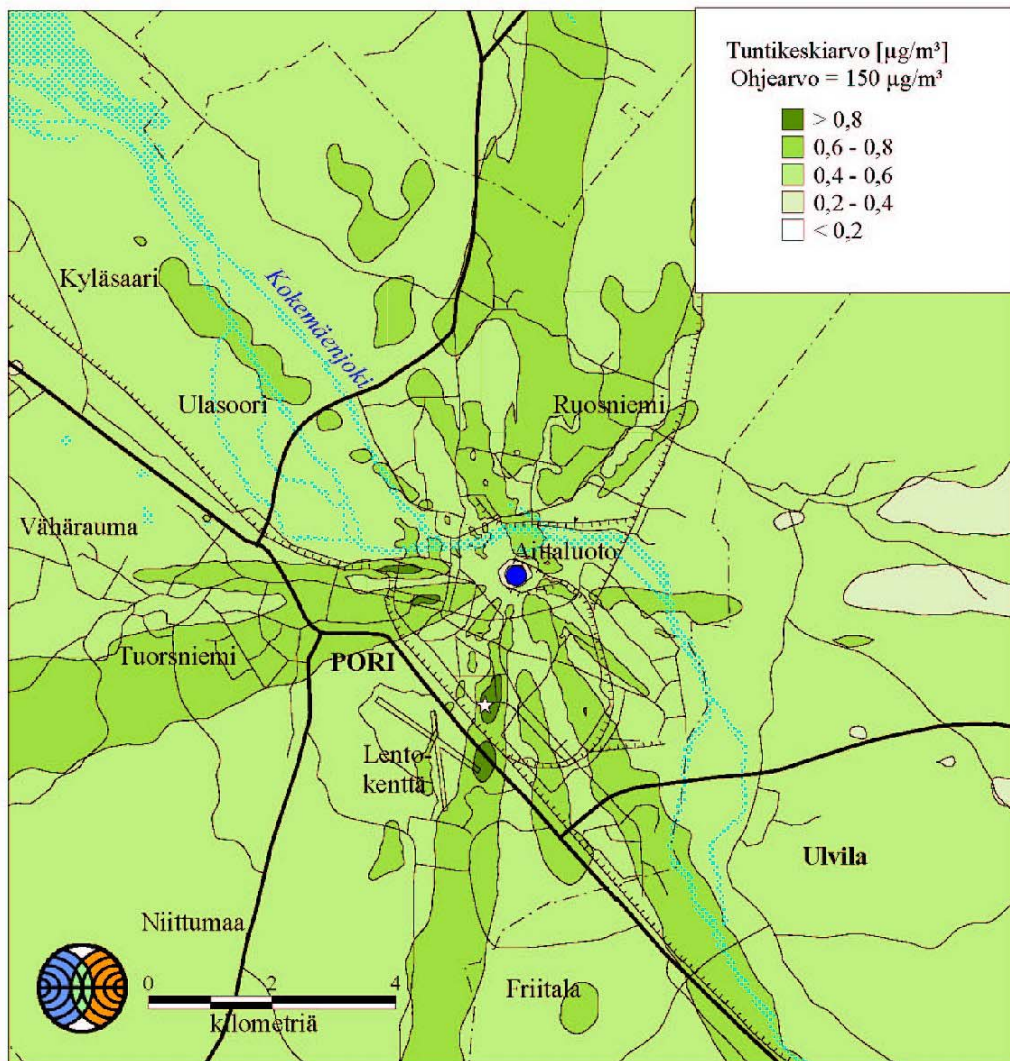 Tuntikeskiarvo [µg/m³]
Ohjearvo = 150 µg/m³
> 0,8
0,6 - 0,8
0,4 - 0,6
0,2 - 0,4
< 0,2
Kyläsaari
Kokemäenjoki
Ulasoori
Ruosniemi
Vähärauma
Aittaluoto
Tuorsniemi
PORI
Lento-
kenttä
Ulvila
Niittumaa
Friitala
0 2 4
kilometriä